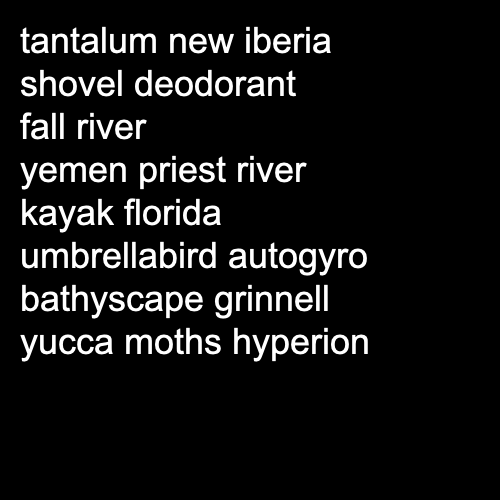 tantalum new iberia
shovel deodorant
fall river
yemen priest river
kayak florida
umbrellabird autogyro
bathyscape grinnell
yucca moths hyperion